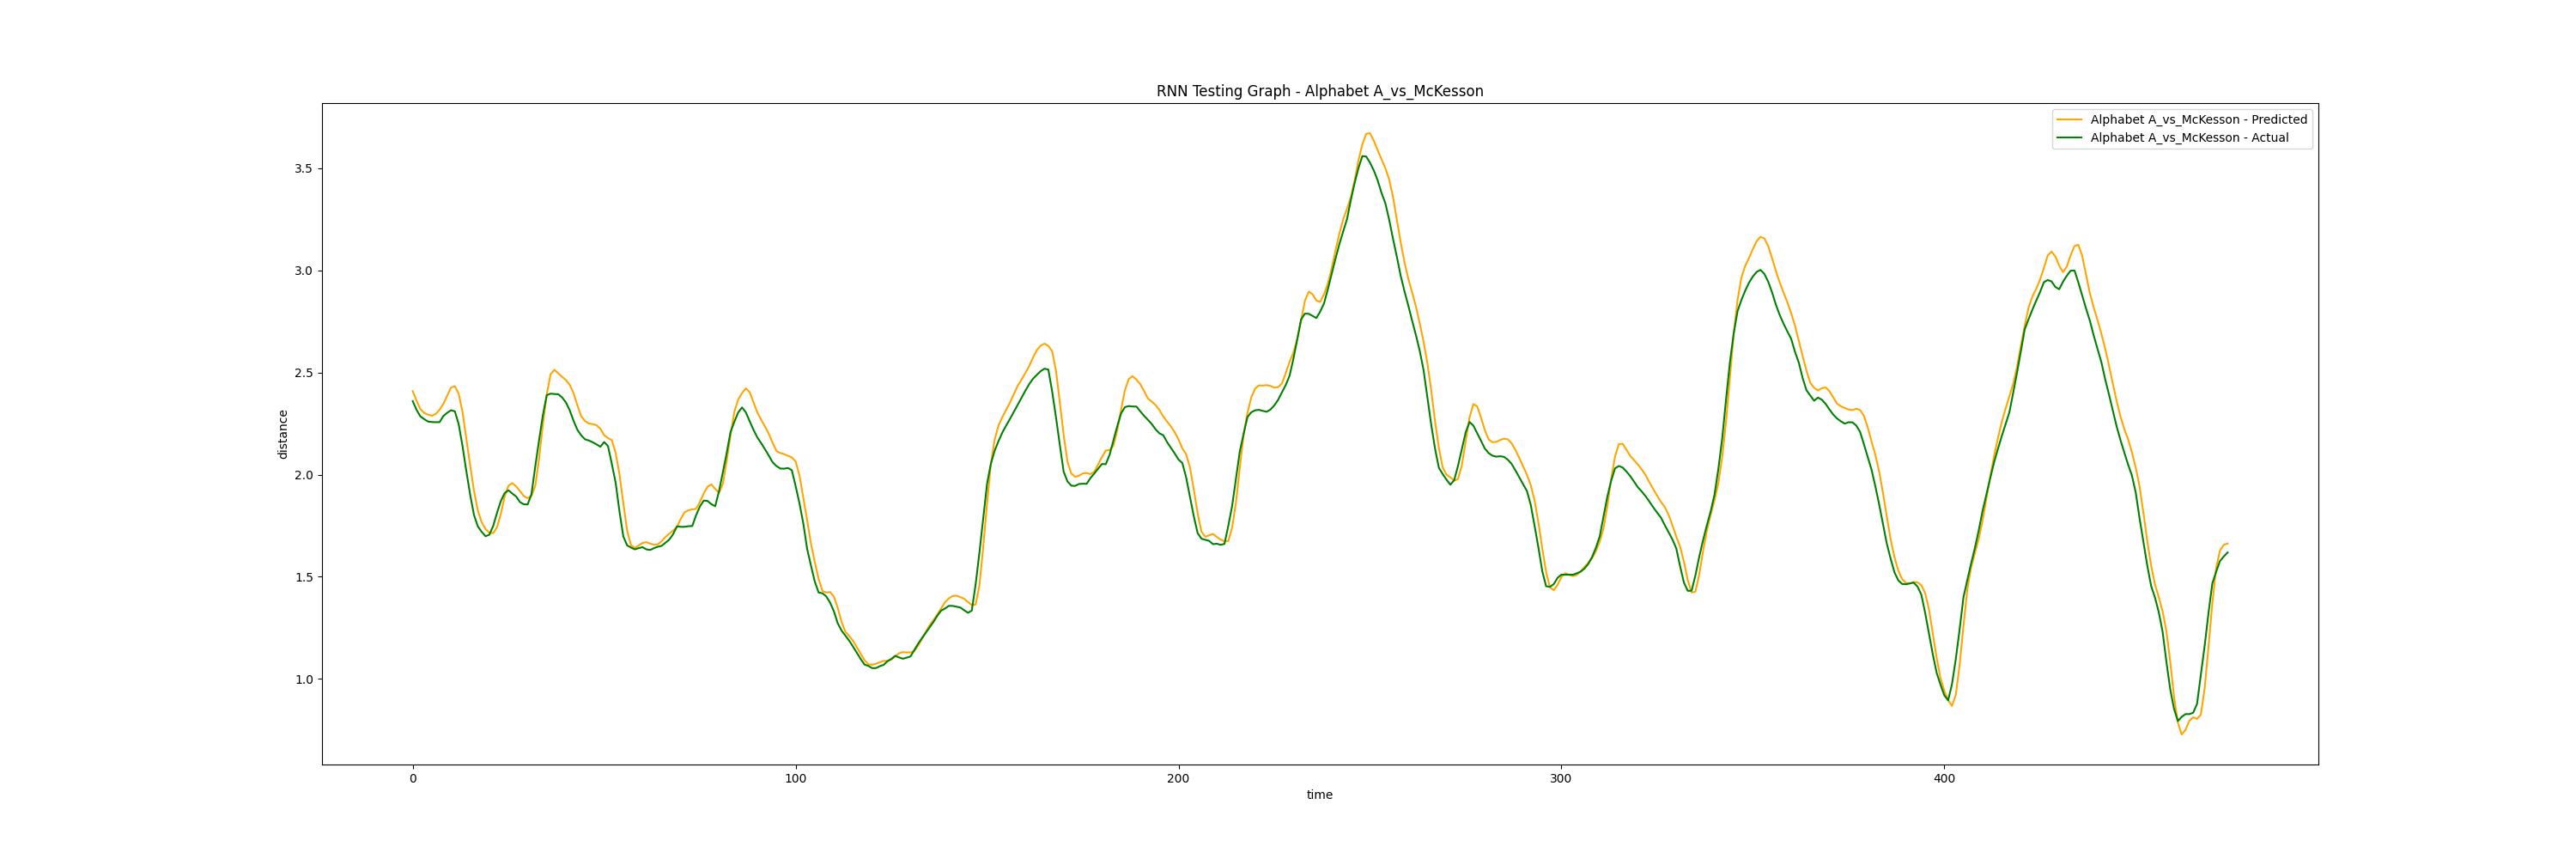 RNN Testing Graph - Alphabet A_vs_McKesson
Alphabet A_vs_McKesson - Predicted
Alphabet A_vs_McKesson - Actual
distance
3.5
3.0
2.5
2.0
1.5
1.0
0 100 200 300 400
time